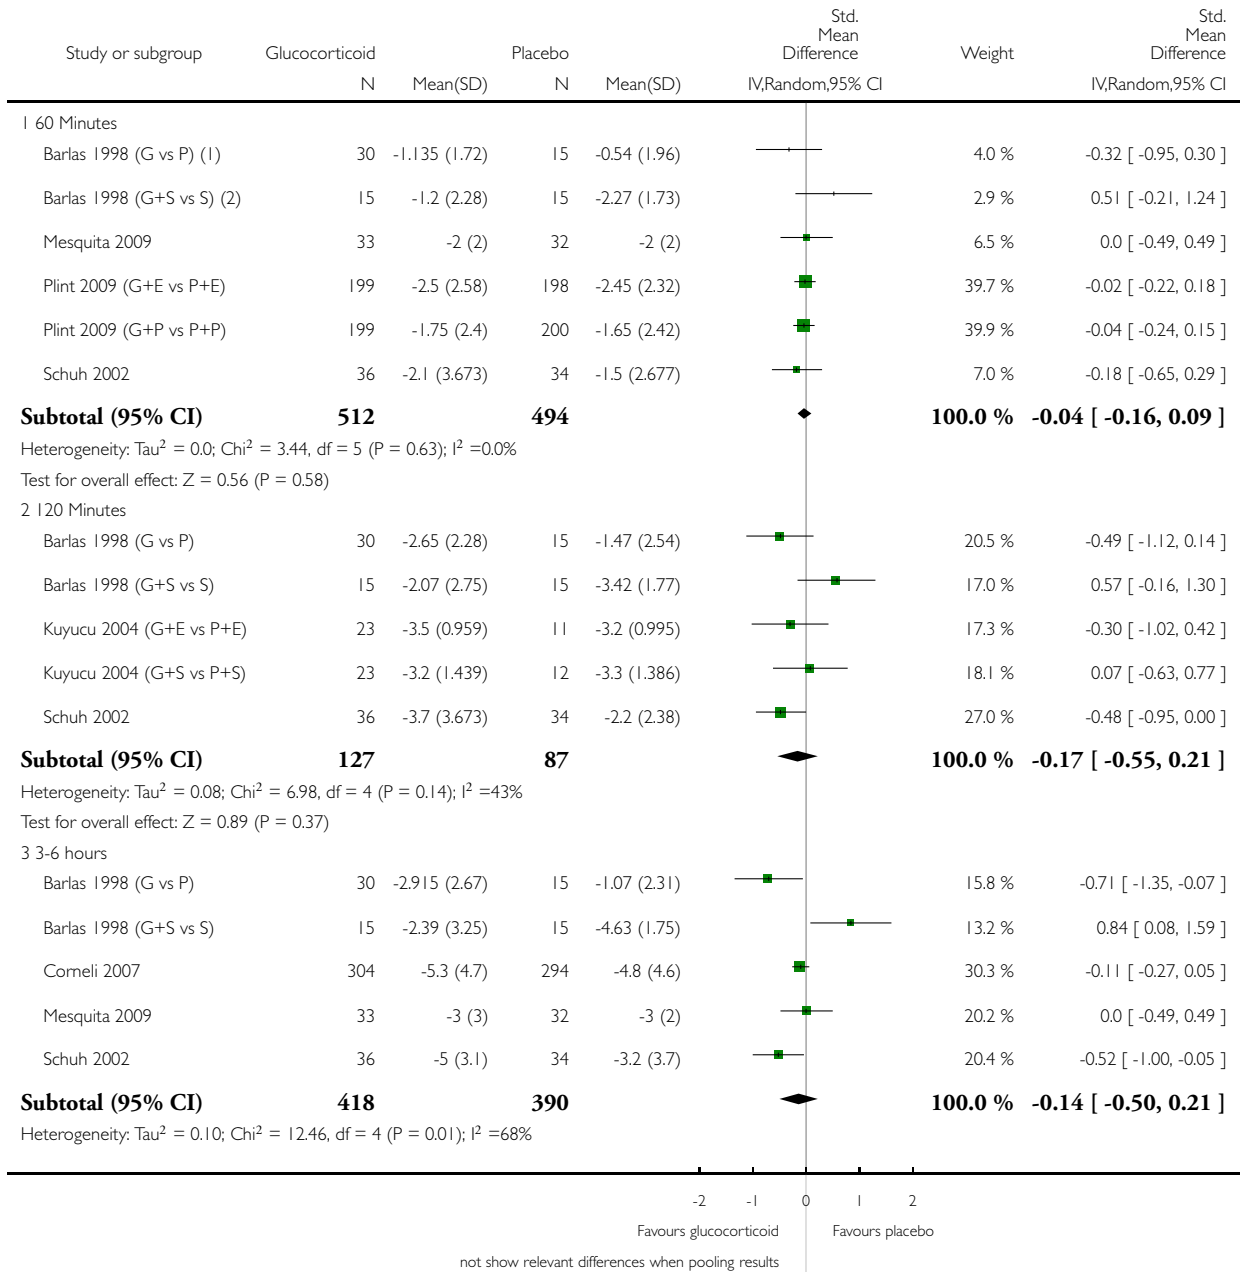 Std. Mean Difference Std. Mean Difference
Study or subgroup Glucocorticoid Placebo Weight
N Mean(SD) N Mean(SD) IV,Random,95% CI IV,Random,95% CI
1 60 Minutes
Barlas 1998 (G vs P) (1) 30 -1.135 (1.72) 15 -0.54 (1.96) 4.0 % -0.32 [ -0.95, 0.30 ]
Barlas 1998 (G+S vs S) (2) 15 -1.2 (2.28) 15 -2.27 (1.73) 2.9 % 0.51 [ -0.21, 1.24 ]
Mesquita 2009 33 -2 (2) 32 -2 (2) 6.5 % 0.0 [ -0.49, 0.49 ]
Plint 2009 (G+E vs P+E) 199 -2.5 (2.58) 198 -2.45 (2.32) 39.7 % -0.02 [ -0.22, 0.18 ]
Plint 2009 (G+P vs P+P) 199 -1.75 (2.4) 200 -1.65 (2.42) 39.9 % -0.04 [ -0.24, 0.15 ]
Schuh 2002 36 -2.1 (3.673) 34 -1.5 (2.677) 7.0 % -0.18 [ -0.65, 0.29 ]
Subtotal (95% CI) 512 494 100.0 % -0.04 [ -0.16, 0.09 ]
Heterogeneity: Tau² = 0.0; Chi² = 3.44, df = 5 (P = 0.63); I² =0.0%
Test for overall effect: Z = 0.56 (P = 0.58)
2 120 Minutes
Barlas 1998 (G vs P) 30 -2.65 (2.28) 15 -1.47 (2.54) 20.5 % -0.49 [ -1.12, 0.14 ]
Barlas 1998 (G+S vs S) 15 -2.07 (2.75) 15 -3.42 (1.77) 17.0 % 0.57 [ -0.16, 1.30 ]
Kuyucu 2004 (G+E vs P+E) 23 -3.5 (0.959) 11 -3.2 (0.995) 17.3 % -0.30 [ -1.02, 0.42 ]
Kuyucu 2004 (G+S vs P+S) 23 -3.2 (1.439) 12 -3.3 (1.386) 18.1 % 0.07 [ -0.63, 0.77 ]
Schuh 2002 36 -3.7 (3.673) 34 -2.2 (2.38) 27.0 % -0.48 [ -0.95, 0.00 ]
Subtotal (95% CI) 127 87 100.0 % -0.17 [ -0.55, 0.21 ]
Heterogeneity: Tau² = 0.08; Chi² = 6.98, df = 4 (P = 0.14); I² =43%
Test for overall effect: Z = 0.89 (P = 0.37)
3 3-6 hours
Barlas 1998 (G vs P) 30 -2.915 (2.67) 15 -1.07 (2.31) 15.8 % -0.71 [ -1.35, -0.07 ]
Barlas 1998 (G+S vs S) 15 -2.39 (3.25) 15 -4.63 (1.75) 13.2 % 0.84 [ 0.08, 1.59 ]
Corneli 2007 304 -5.3 (4.7) 294 -4.8 (4.6) 30.3 % -0.11 [ -0.27, 0.05 ]
Mesquita 2009 33 -3 (3) 32 -3 (2) 20.2 % 0.0 [ -0.49, 0.49 ]
Schuh 2002 36 -5 (3.1) 34 -3.2 (3.7) 20.4 % -0.52 [ -1.00, -0.05 ]
Subtotal (95% CI) 418 390 100.0 % -0.14 [ -0.50, 0.21 ]
Heterogeneity: Tau² = 0.10; Chi² = 12.46, df = 4 (P = 0.01); I² =68%
-2 -1 0 1 2
Favours glucocorticoid Favours placebo
not show relevant differences when pooling results